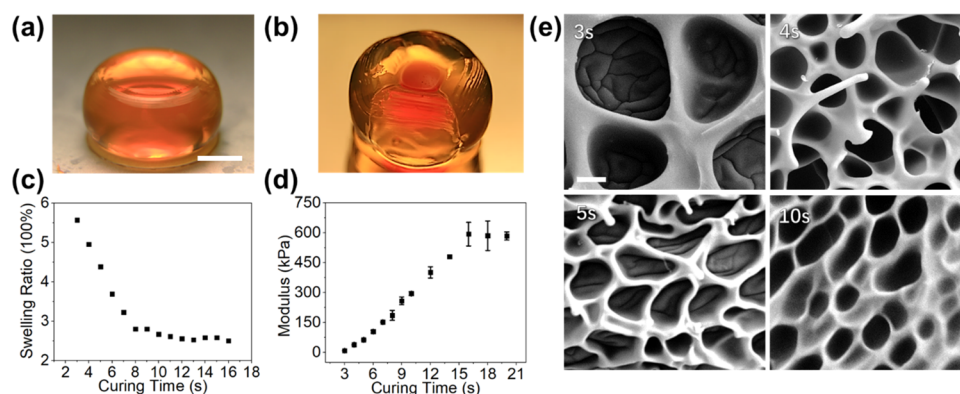 (a)
(b)
(e)
3s
4s
5s
10s
(c)
Swelling Ratio (100%)
6
5
4
3
2
2 4 6 8 10 12 14 16 18
Curing Time (s)
(d)
Modulus (kPa)
750
600
450
300
150
0
3 6 9 12 15 18 21
Curing Time (s)